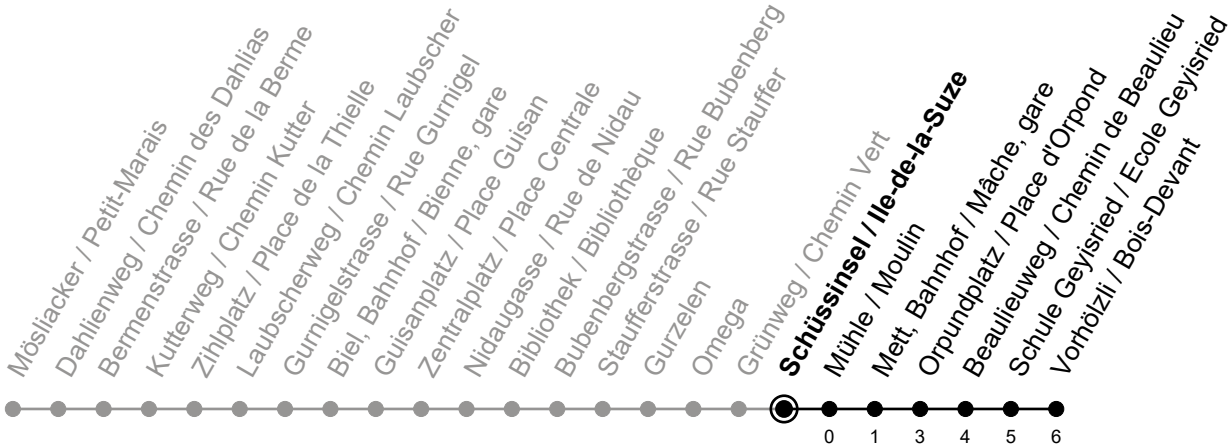 Mösliacker / Petit-Marais
Dahlienweg / Chemin des Dahlias
Bermenstrasse / Rue de la Berme
Kutterweg / Chemin Kutter
Zihlplatz / Place de la Thielle
Laubscherweg / Chemin Laubscher
Gurnigelstrasse / Rue Gurnigel
Biel, Bahnhof / Bienne, gare
Guisanplatz / Place Guisan
Zentralplatz / Place Centrale
Nidaugasse / Rue de Nidau
Bibliothek / Bibliothèque
Bubenbergstrasse / Rue Bubenberg
Staufferstrasse / Rue Stauffer
Gurzelen
Omega
Grünweg / Chemin Vert
Schüssinsel / Ile-de-la-Suze
Mühle / Moulin
Mett, Bahnhof / Mâche, gare
Orpundplatz / Place d'Orpond
Beaulieuweg / Chemin de Beaulieu
Schule Geyisried / Ecole Geyisried
Vorhölzli / Bois-Devant
0 1 3 4 5 6